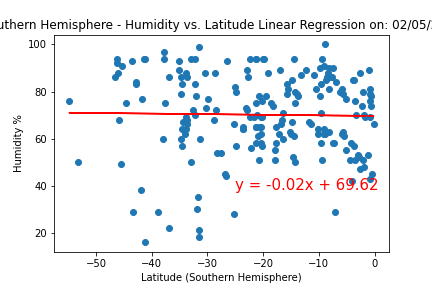 uthern Hemisphere - Humidity vs. Latitude Linear Regression on: 02/05/
100
80
60
40
20
Humidity %
y = -0.02x + 69.62
−50 −40 −30 −20 −10 0
Latitude (Southern Hemisphere)